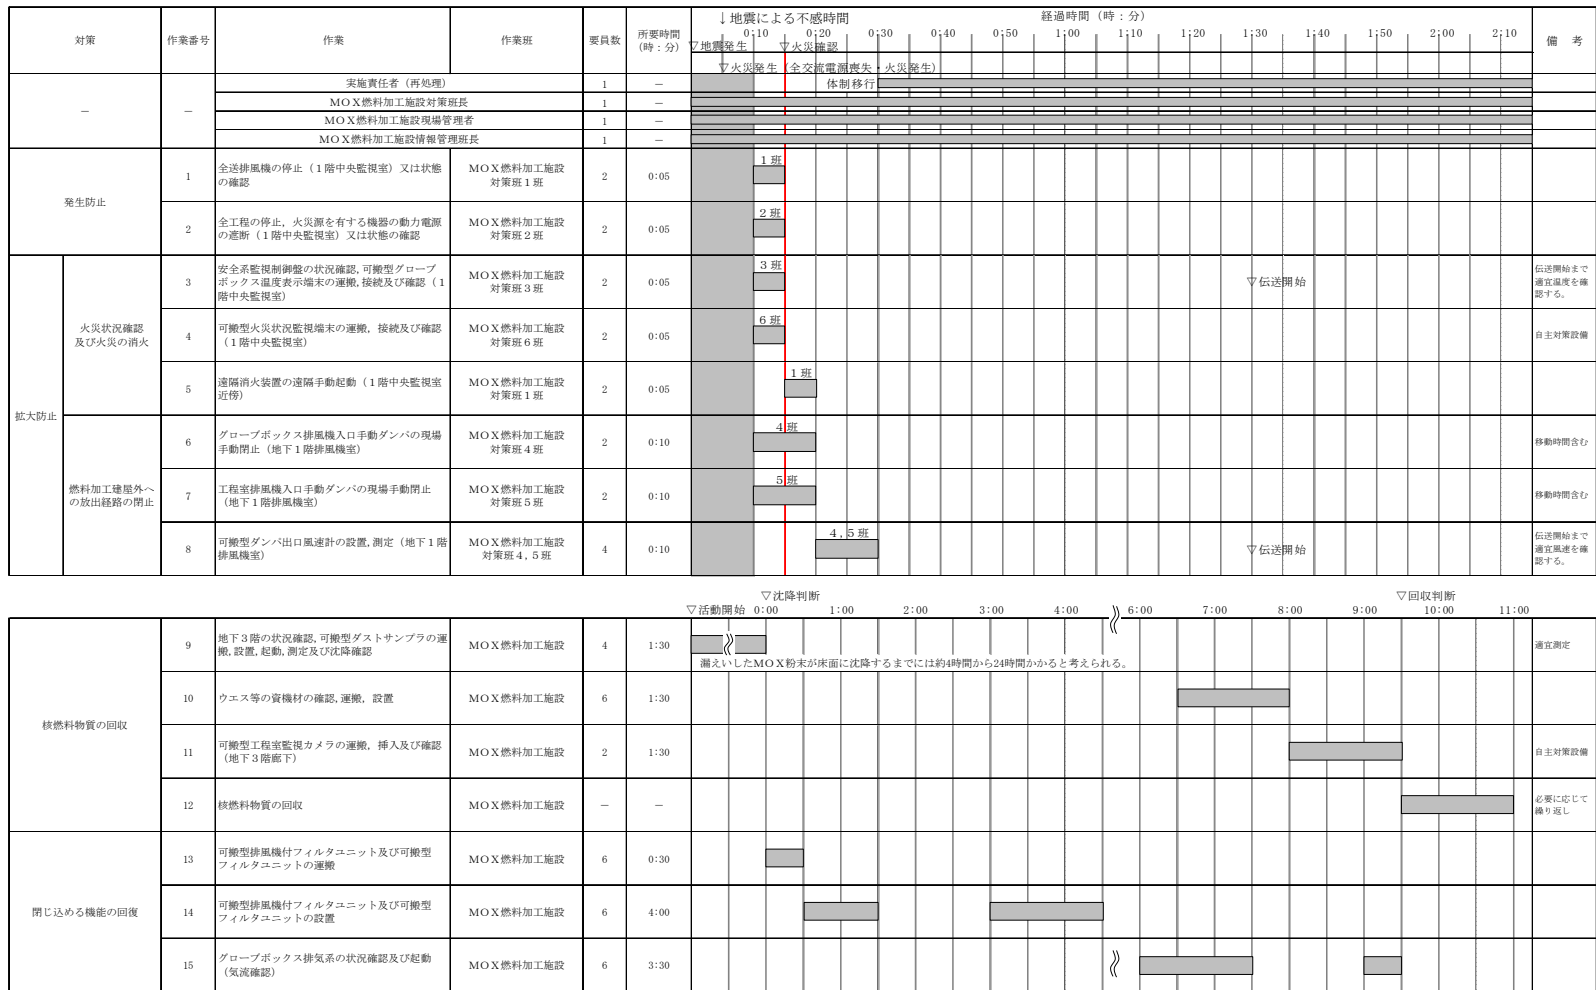 ↓地震による不感時間
経過時間（時：分）
対策 作業番号 作業 作業班 要員数 所要時間（時：分） 備 考
0:10 0:20 0:30 0:40 0:50 1:00 1:10 1:20 1:30 1:40 1:50 2:00 2:10
▽地震発生 ▽火災確認
▽火災発生（全交流電源喪失・火災発生）
－ － 実施責任者（再処理） 1 － 体制移行
MOX燃料加工施設対策班長 1 －
MOX燃料加工施設現場管理者 1 －
MOX燃料加工施設情報管理班長 1 －
発生防止
1 全送排風機の停止（１階中央監視室）又は状態
の確認
MOX燃料加工施設
対策班１班
2 0:05 １班
2 全工程の停止，火災源を有する機器の動力電源
の遮断（１階中央監視室）又は状態の確認
MOX燃料加工施設
対策班２班
2 0:05 ２班
拡大防止
火災状況確認
及び火災の消火
3 安全系監視制御盤の状況確認，可搬型グローブ
ボックス温度表示端末の運搬，接続及び確認（１
階中央監視室）
MOX燃料加工施設
対策班３班
2 0:05 ３班 ▽伝送開始
伝送開始まで
適宜温度を確
認する。
4 可搬型火災状況監視端末の運搬，接続及び確認
（１階中央監視室）
MOX燃料加工施設
対策班６班
2 0:05 ６班 自主対策設備
5 遠隔消火装置の遠隔手動起動（１階中央監視室
近傍）
MOX燃料加工施設
対策班１班
2 0:05 １班
燃料加工建屋外へ
の放出経路の閉止
6 グローブボックス排風機入口手動ダンパの現場
手動閉止（地下１階排風機室）
MOX燃料加工施設
対策班４班
2 0:10 ４班 移動時間含む
7 工程室排風機入口手動ダンパの現場手動閉止
（地下１階排風機室）
MOX燃料加工施設
対策班５班
2 0:10 ５班 移動時間含む
8 可搬型ダンパ出口風速計の設置，測定（地下１階
排風機室）
MOX燃料加工施設
対策班４，５班
4 0:10 ４，５班 ▽伝送開始
伝送開始まで
適宜風速を確
認する。
▽沈降判断 ▽回収判断
▽活動開始 0:00 1:00 2:00 3:00 4:00 6:00 7:00 8:00 9:00 10:00 11:00
核燃料物質の回収
9 地下３階の状況確認，可搬型ダストサンプラの運
搬，設置，起動，測定及び沈降確認
MOX燃料加工施設 4 1:30 適宜測定
漏えいしたMOX粉末が床面に沈降するまでには約4時間から24時間かかると考えられる。
10 ウエス等の資機材の確認，運搬，設置 MOX燃料加工施設 6 1:30
11 可搬型工程室監視カメラの運搬，挿入及び確認
（地下３階廊下）
MOX燃料加工施設 2 1:30 自主対策設備
12 核燃料物質の回収 MOX燃料加工施設 － －
必要に応じて
繰り返し
閉じ込める機能の回復
13 可搬型排風機付フィルタユニット及び可搬型
フィルタユニットの運搬
MOX燃料加工施設 6 0:30
14 可搬型排風機付フィルタユニット及び可搬型
フィルタユニットの設置
MOX燃料加工施設 6 4:00
15 グローブボックス排気系の状況確認及び起動
（気流確認）
MOX燃料加工施設 6 3:30